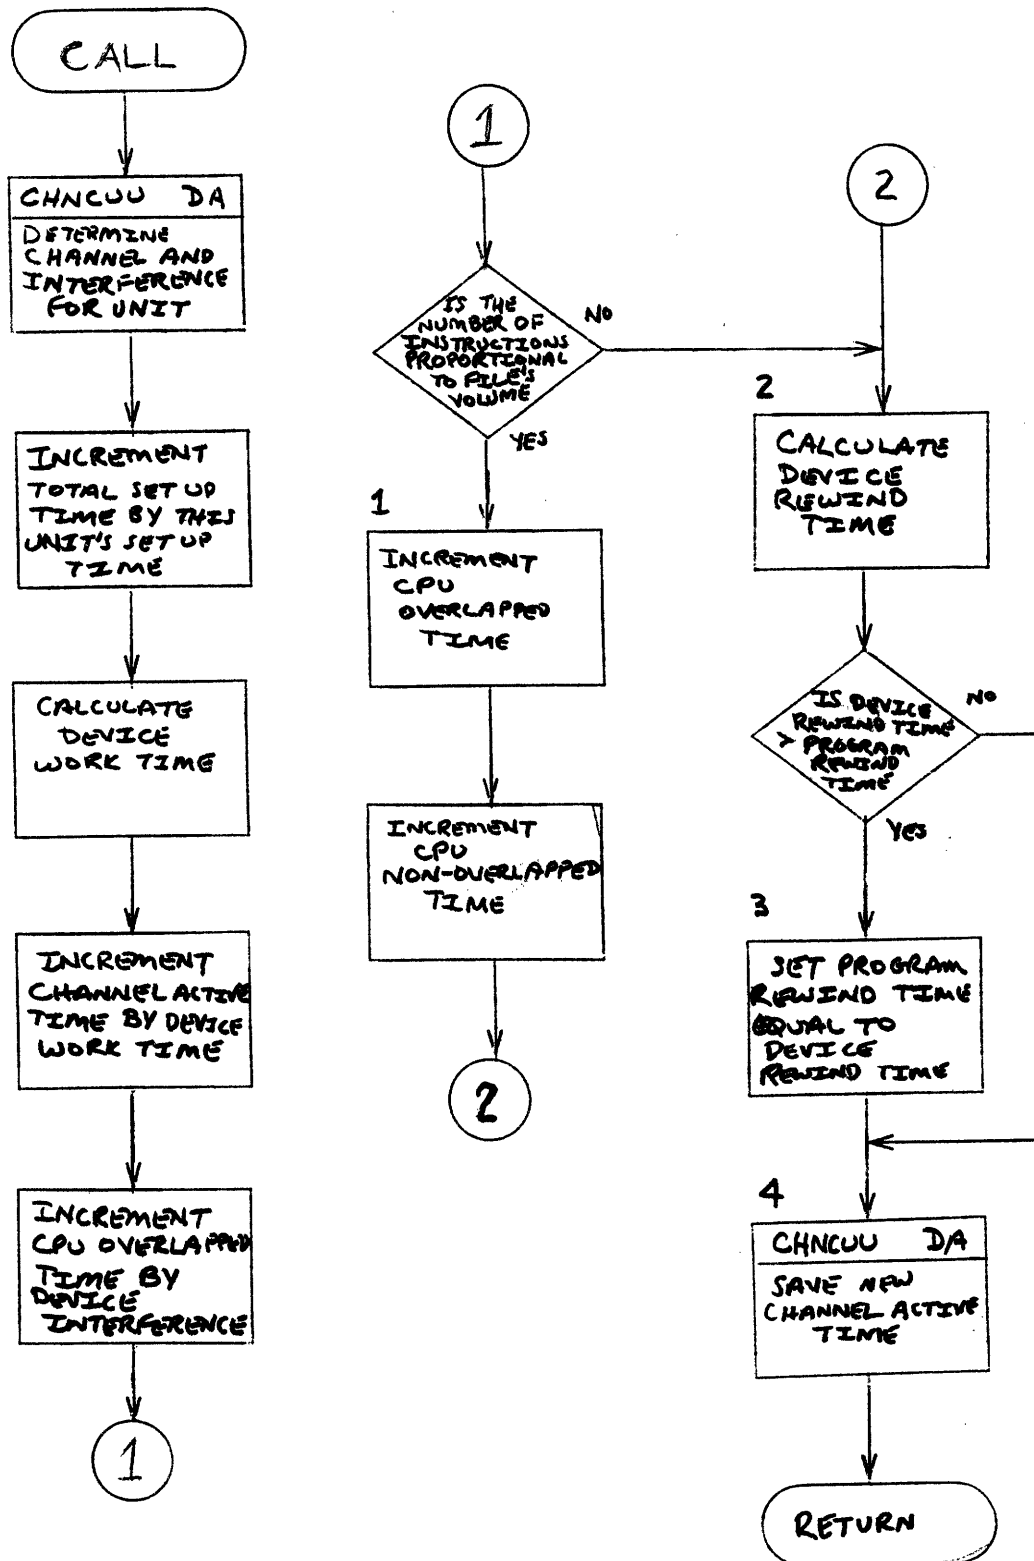 CALL
CHNCUU DA
DETERMINE
CHANNEL AND
INTERFERENCE
FOR UNIT
INCREMENT
TOTAL SET UP
TIME BY THIS
UNIT'S SET UP
TIME
CALCULATE
DEVICE
WORK TIME
INCREMENT
CHANNEL ACTIVE
TIME BY DEVICE
WORK TIME
INCREMENT
CPU OVERLAPPED
TIME BY
DEVICE
INTERFERENCE
1
1
IS THE
NUMBER OF
INSTRUCTIONS
PROPORTIONAL
TO FILE'S
VOLUME
NO
YES
1
INCREMENT
CPU
OVERLAPPED
TIME
INCREMENT
CPU
NON-OVERLAPPED
TIME
2
2
2
CALCULATE
DEVICE
REWIND
TIME
IS DEVICE
REWIND TIME
> PROGRAM
REWIND
TIME
NO
YES
3
SET PROGRAM
REWIND TIME
EQUAL TO
DEVICE
REWIND TIME
4
CHNCUU DA
SAVE NEW
CHANNEL ACTIVE
TIME
RETURN